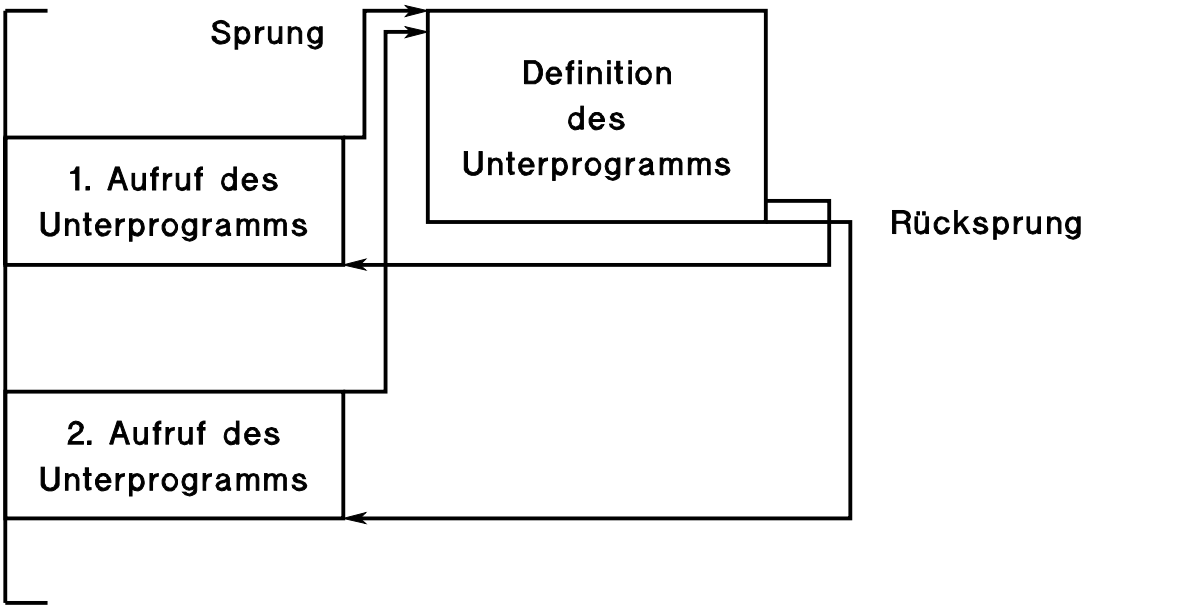 Sprung
Definition
des
Unterprogramms
1. Aufruf des
Unterprogramms
Rücksprung
2. Aufruf des
Unterprogramms